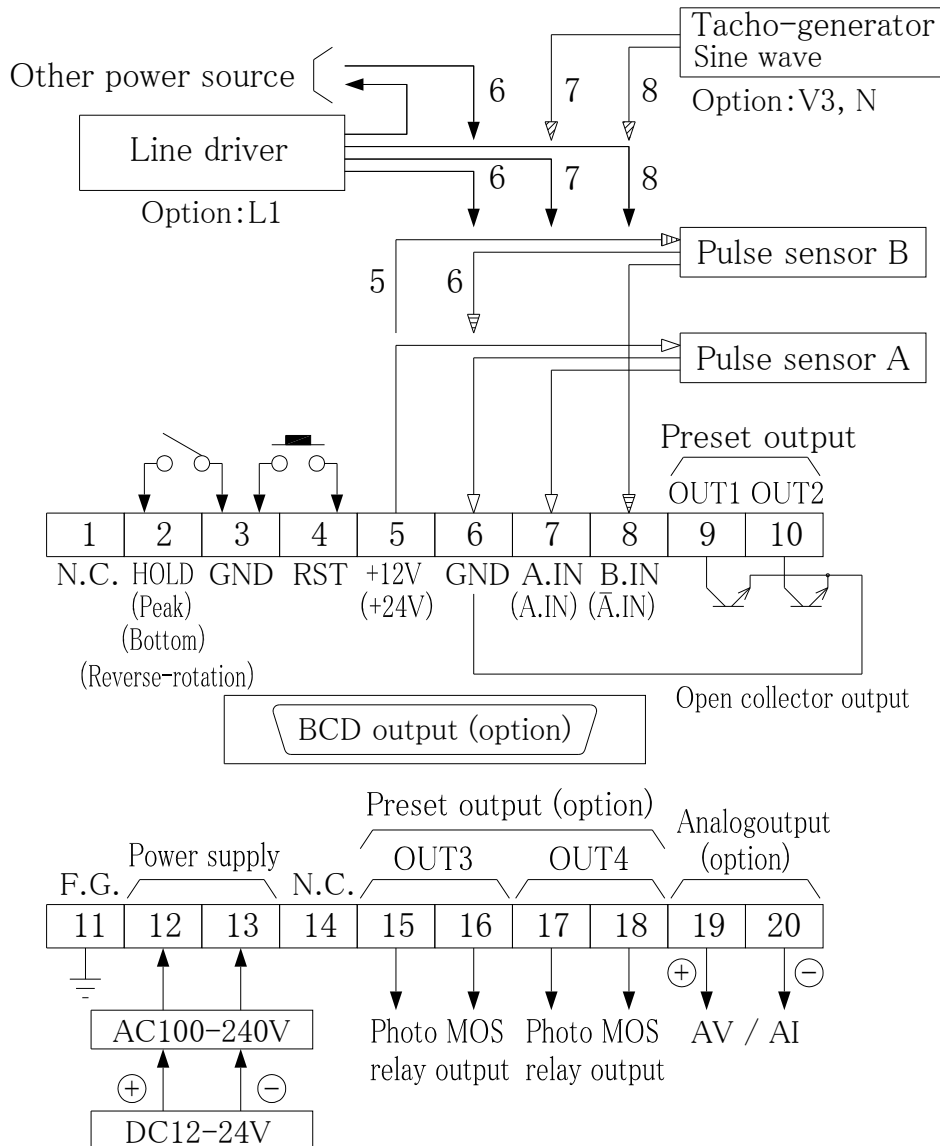 Tacho-generator
Sine wave
Option:V3, N
Other power source
6 7 8
Line driver
Option:L1
6 7 8
Pulse sensor B
5 6
Pulse sensor A
Preset output
OUT1 OUT2
1 2 3 4 5 6 7 8 9 10
N.C. HOLD GND RST +12V GND A.IN B.IN
(Peak) (+24V) (A.IN) (A̅.IN)
(Bottom)
(Reverse-rotation)
Open collector output
BCD output (option)
Preset output (option)
Analogoutput
(option)
Power supply
OUT3 OUT4
F.G. N.C.
11 12 13 14 15 16 17 18 19 20
+ −
AC100-240V
Photo MOS
relay output
Photo MOS
relay output
AV / AI
+ −
DC12-24V